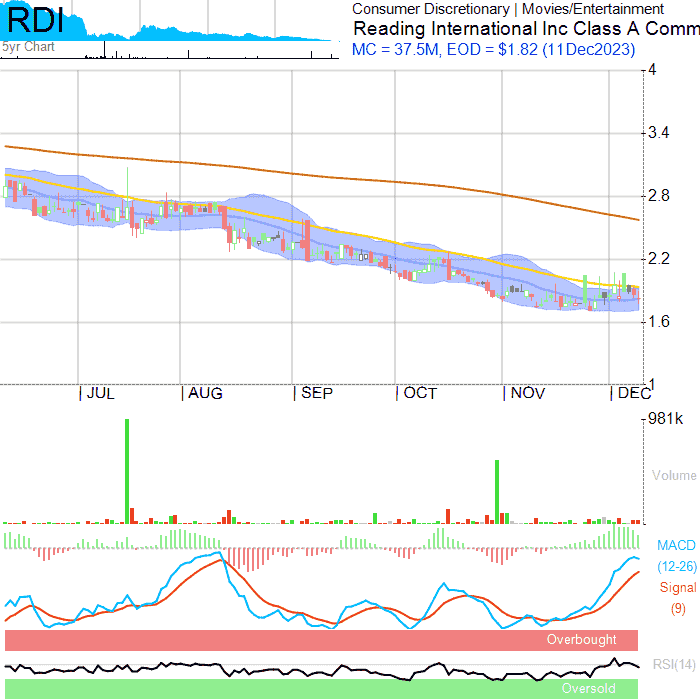 RDI
5yr Chart
Consumer Discretionary | Movies/Entertainment
Reading International Inc Class A Comm
MC = 37.5M, EOD = $1.82 (11Dec2023)
4
3.4
2.8
2.2
1.6
1
JUL AUG SEP OCT NOV DEC
981k
Volume
MACD
(12-26)
Signal
(9)
Overbought
RSI(14)
Oversold